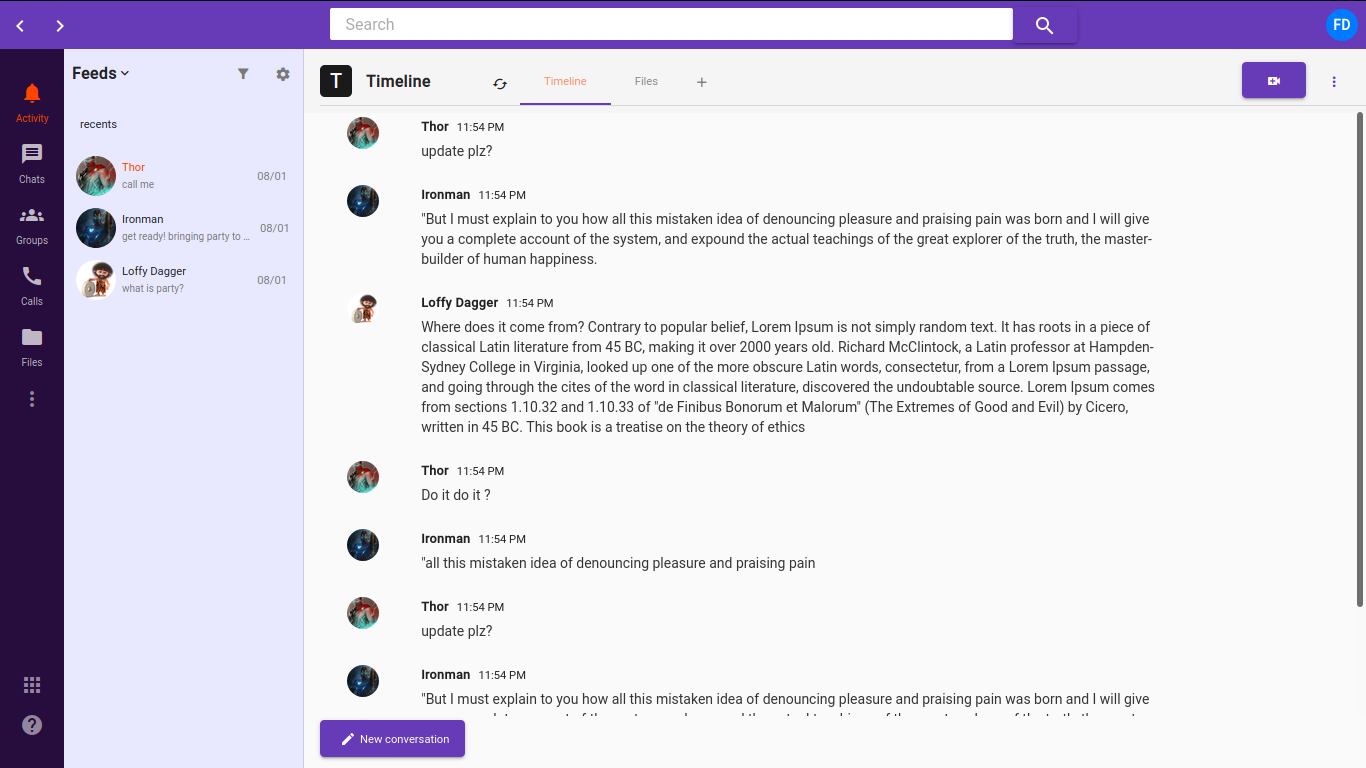 Search
FD
Activity
Chats
Groups
Calls
Files
Feeds
recents
Thor
call me
08/01
Ironman
get ready! bringing party to ...
08/01
Loffy Dagger
what is party?
08/01
T
Timeline
Timeline
Files
Thor 11:54 PM
update plz?
Ironman 11:54 PM
"But I must explain to you how all this mistaken idea of denouncing pleasure and praising pain was born and I will give
you a complete account of the system, and expound the actual teachings of the great explorer of the truth, the master-
builder of human happiness.
Loffy Dagger 11:54 PM
Where does it come from? Contrary to popular belief, Lorem Ipsum is not simply random text. It has roots in a piece of
classical Latin literature from 45 BC, making it over 2000 years old. Richard McClintock, a Latin professor at Hampden-
Sydney College in Virginia, looked up one of the more obscure Latin words, consectetur, from a Lorem Ipsum passage,
and going through the cites of the word in classical literature, discovered the undoubtable source. Lorem Ipsum comes
from sections 1.10.32 and 1.10.33 of "de Finibus Bonorum et Malorum" (The Extremes of Good and Evil) by Cicero,
written in 45 BC. This book is a treatise on the theory of ethics
Thor 11:54 PM
Do it do it ?
Ironman 11:54 PM
"all this mistaken idea of denouncing pleasure and praising pain
Thor 11:54 PM
update plz?
Ironman 11:54 PM
"But I must explain to you how all this mistaken idea of denouncing pleasure and praising pain was born and I will give
New conversation